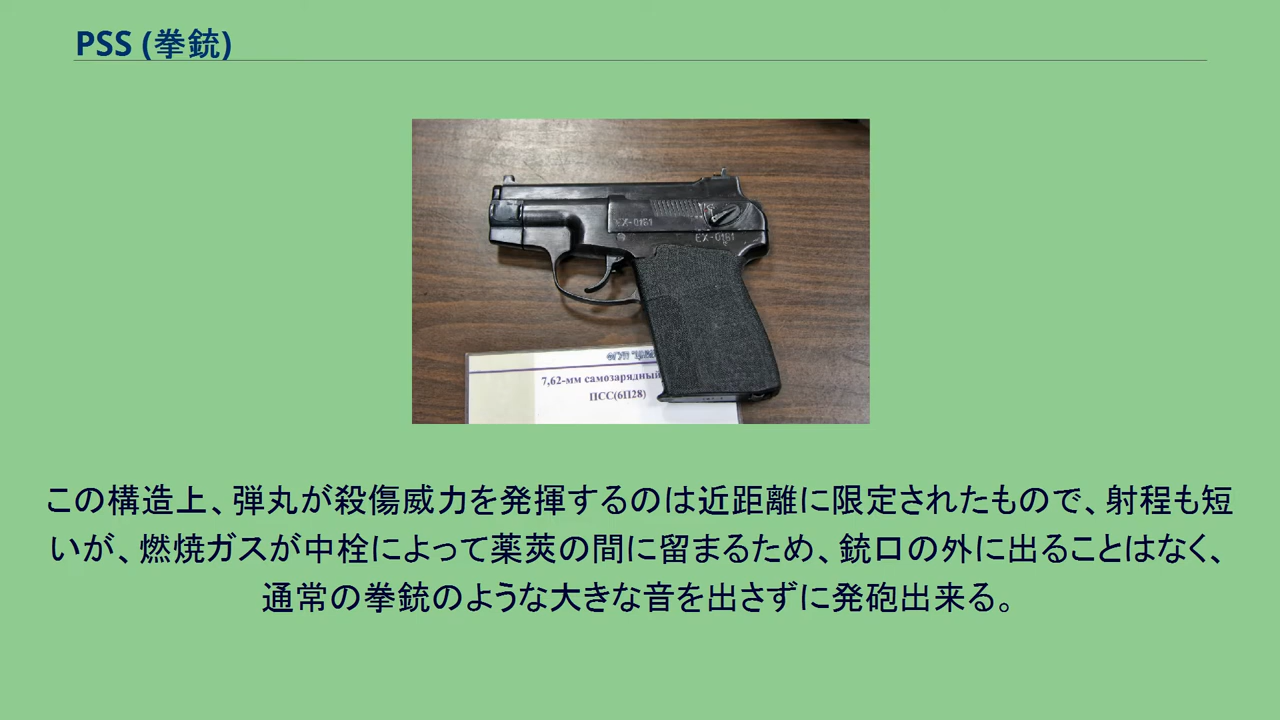 PSS (拳銃)
EX-0161
EX-0161
ФГУП
7,62-мм самозарядный
ПСС(6П28)
この構造上、弾丸が殺傷威力を発揮するのは近距離に限定されたもので、射程も短
いが、燃焼ガスが中栓によって薬莢の間に留まるため、銃口の外に出ることはなく、
通常の拳銃のような大きな音を出さずに発砲出来る。